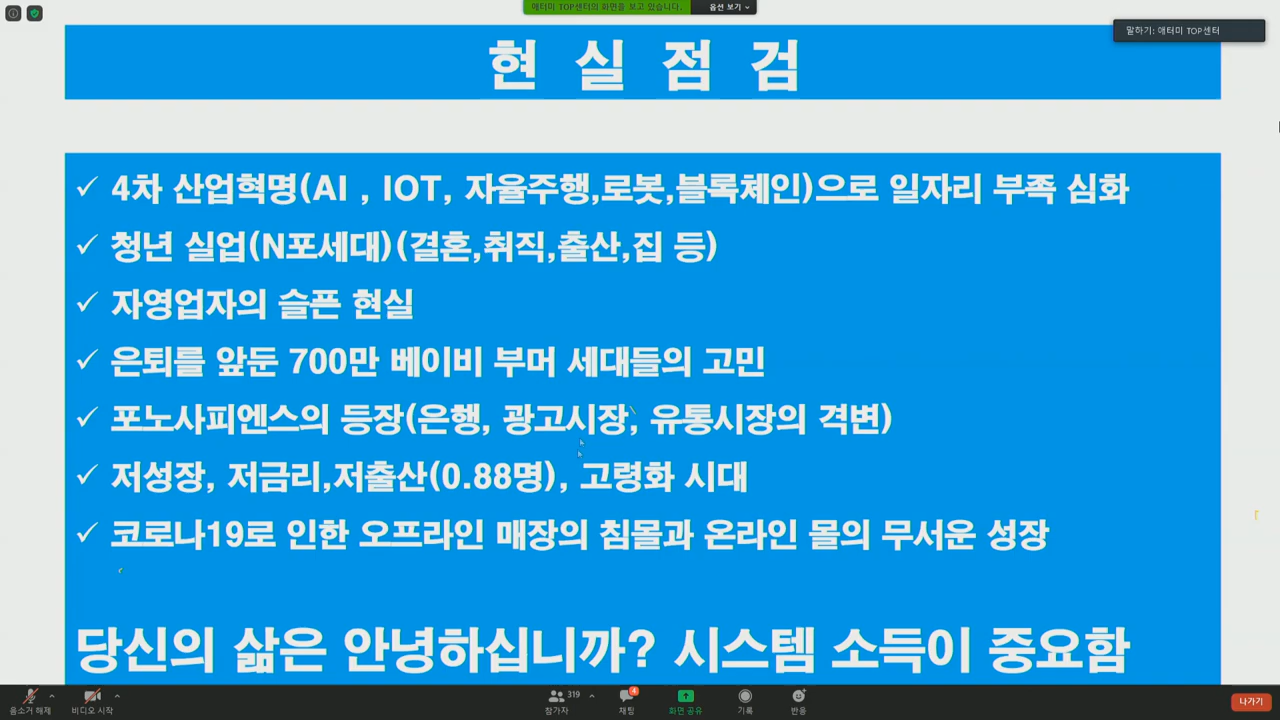 애터미 TOP센터의 화면을 보고 있습니다. 옵션 보기
말하기: 애터미 TOP센터
현 실 점 검
✓ 4차 산업혁명(AI , IOT, 자율주행,로봇,블록체인)으로 일자리 부족 심화
✓ 청년 실업(N포세대)(결혼,취직,출산,집 등)
✓ 자영업자의 슬픈 현실
✓ 은퇴를 앞둔 700만 베이비 부머 세대들의 고민
✓ 포노사피엔스의 등장(은행, 광고시장, 유통시장의 격변)
✓ 저성장, 저금리,저출산(0.88명), 고령화 시대
✓ 코로나19로 인한 오프라인 매장의 침몰과 온라인 몰의 무서운 성장
당신의 삶은 안녕하십니까? 시스템 소득이 중요함
319 4
음소거 해제 비디오 시작 참가자 채팅 화면 공유 기록 반응 나가기